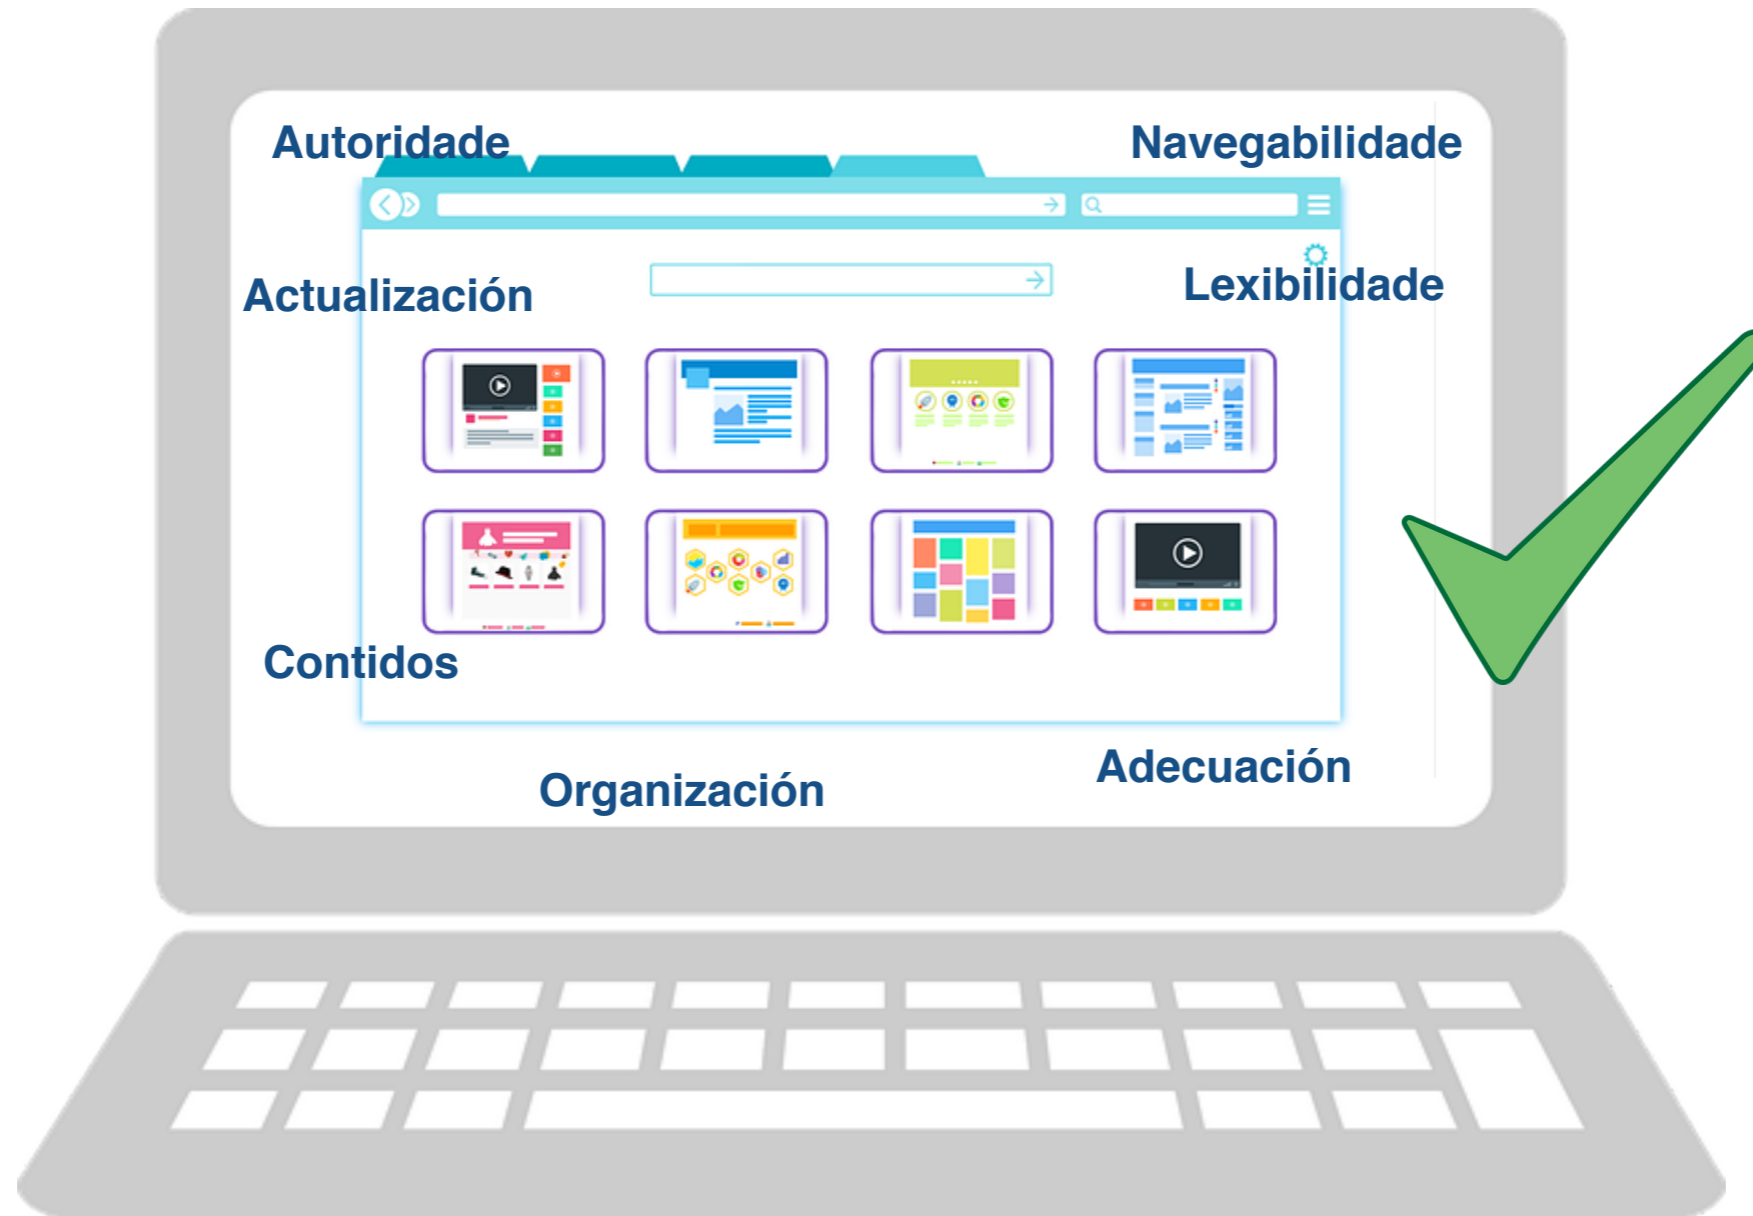 Autoridade
Navegabilidade
Actualización
Lexibilidade
Contidos
Organización
Adecuación